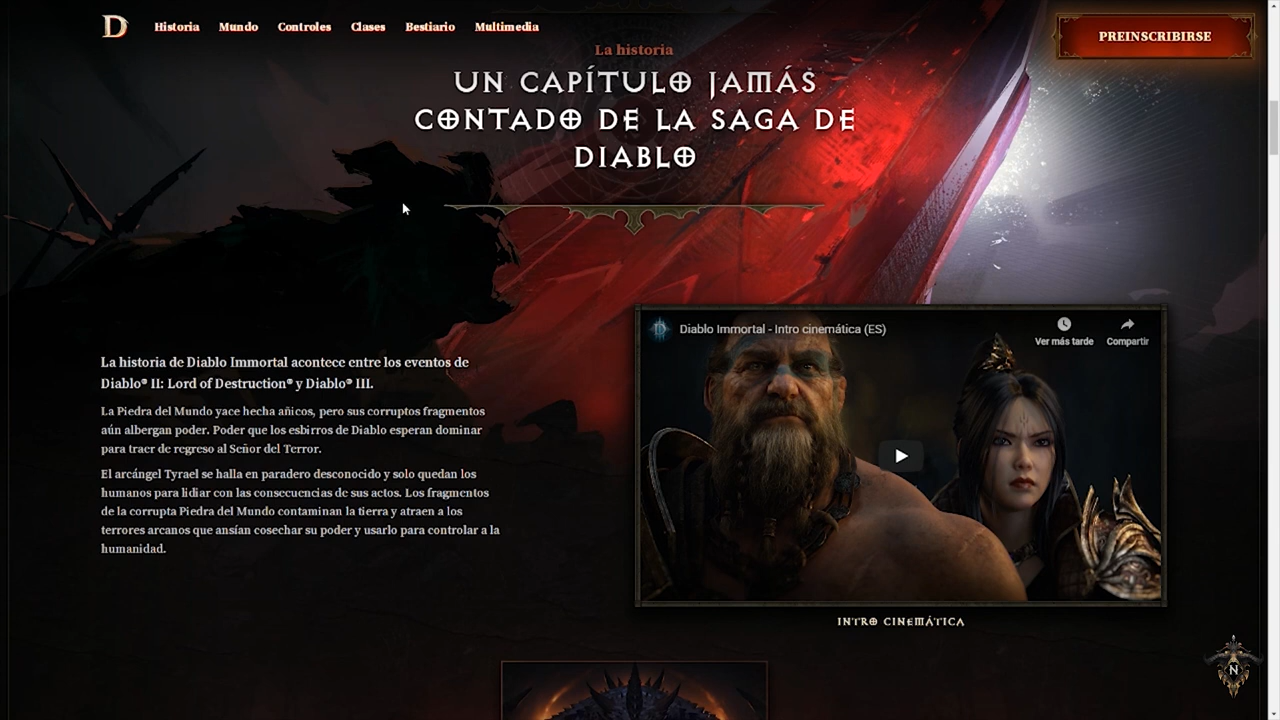 D
Historia Mundo Controles Clases Bestiario Multimedia
PREINSCRIBIRSE
La historia
UN CAPÍTULO JAMÁS
CONTADO DE LA SAGA DE
DIABLO
La historia de Diablo Immortal acontece entre los eventos de
Diablo® II: Lord of Destruction® y Diablo® III.
La Piedra del Mundo yace hecha añicos, pero sus corruptos fragmentos
aún albergan poder. Poder que los esbirros de Diablo esperan dominar
para traer de regreso al Señor del Terror.
El arcángel Tyrael se halla en paradero desconocido y solo quedan los
humanos para lidiar con las consecuencias de sus actos. Los fragmentos
de la corrupta Piedra del Mundo contaminan la tierra y atraen a los
terrores arcanos que ansían cosechar su poder y usarlo para controlar a la
humanidad.
Diablo Immortal - Intro cinemática (ES)
Ver más tarde Compartir
INTRO CINEMÁTICA
N